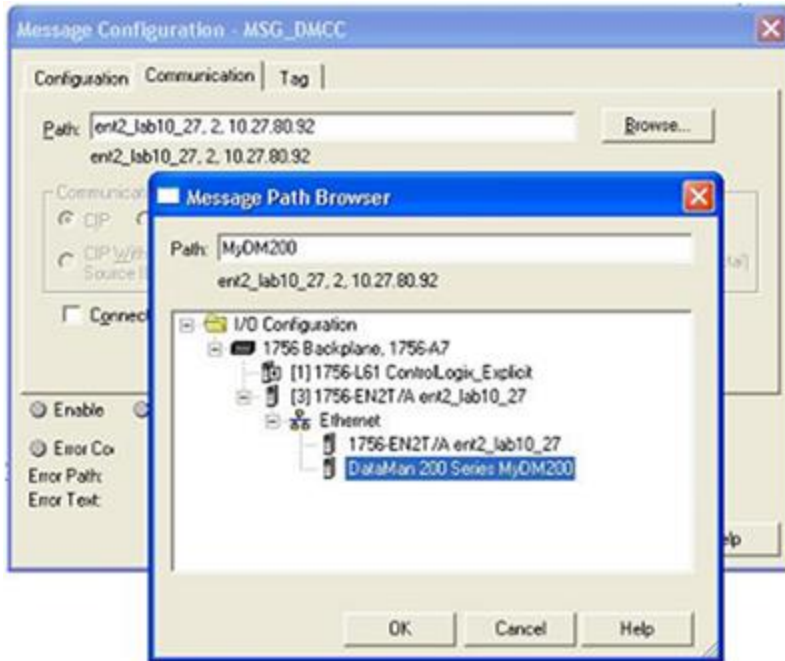 Message Configuration - MSG_DMCC
Configuration Communication Tag
Path: ent2_lab10_27, 2, 10.27.80.92 Browse...
ent2_lab10_27, 2, 10.27.80.92
CIP
CIP With
Source
Enable
Error Path:
Error Text:
Message Path Browser
Path: MyDM200
ent2_lab10_27, 2, 10.27.80.92
I/O Configuration
1756 Backplane, 1756-A7
[1] 1756-L61 ControlLogix_Explicit
[3] 1756-EN2T/A ent2_lab10_27
Ethernet
1756-EN2T/A ent2_lab10_27
DataMan 200 Series MyDM200
OK Cancel Help